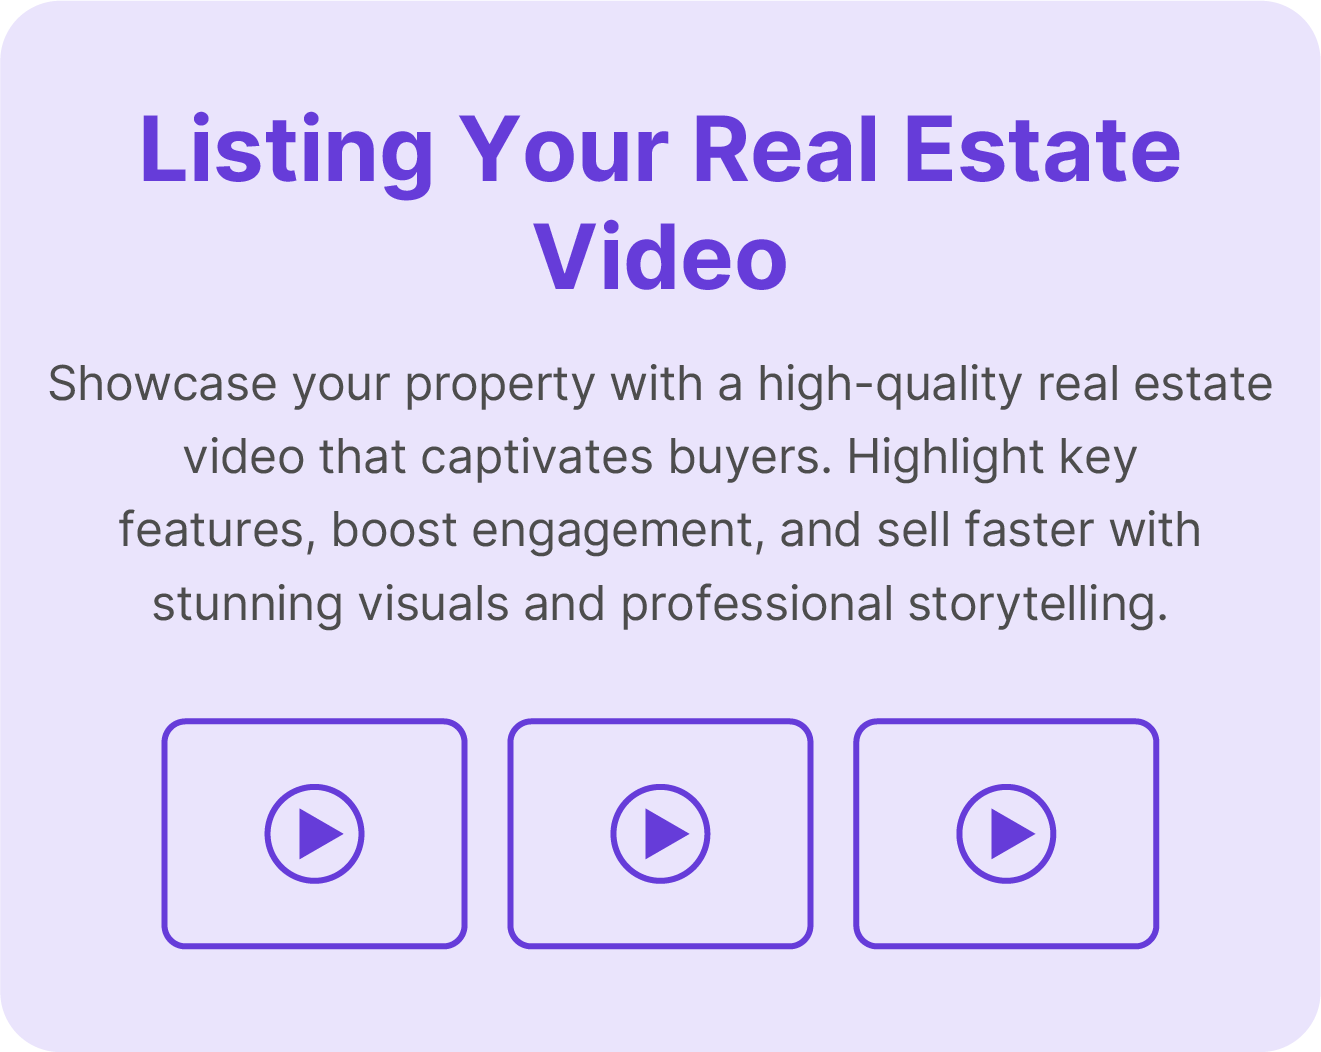 Listing Your Real Estate
Video
Showcase your property with a high-quality real estate
video that captivates buyers. Highlight key
features, boost engagement, and sell faster with
stunning visuals and professional storytelling.